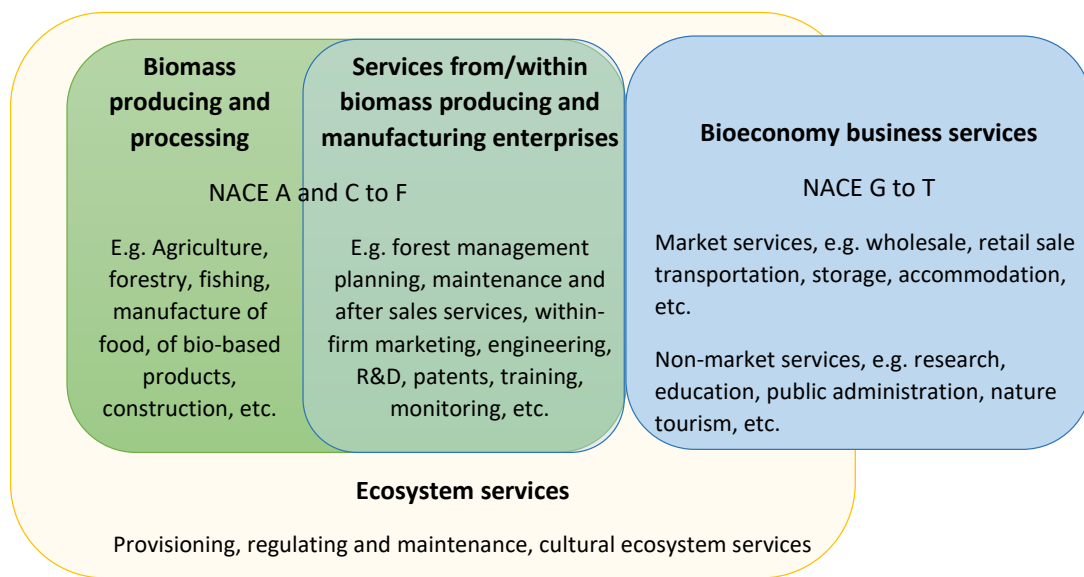 Biomass
producing and
processing
Services from/within
biomass producing and
manufacturing enterprises
NACE A and C to F
E.g. Agriculture,
forestry, fishing,
manufacture of
food, of bio-based
products,
construction, etc.
E.g. forest management
planning, maintenance and
after sales services, within-
firm marketing, engineering,
R&D, patents, training,
monitoring, etc.
Bioeconomy business services
NACE G to T
Market services, e.g. wholesale, retail sale
transportation, storage, accommodation,
etc.
Non-market services, e.g. research,
education, public administration, nature
tourism, etc.
Ecosystem services
Provisioning, regulating and maintenance, cultural ecosystem services